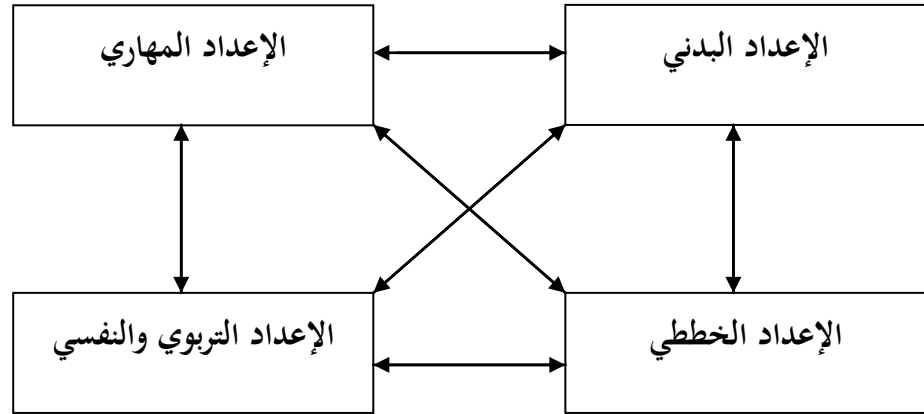 الإعداد البدني
الإعداد المهاري
الإعداد الخططي
الإعداد التربوي والنفسي